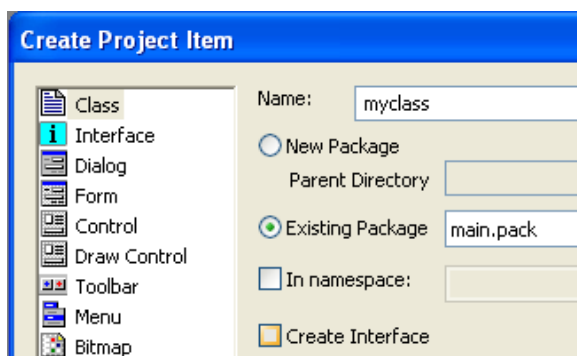 Create Project Item
Class
Interface
Dialog
Form
Control
Draw Control
Toolbar
Menu
Bitmap
Name: myclass
New Package
Parent Directory
Existing Package main.pack
In namespace:
Create Interface